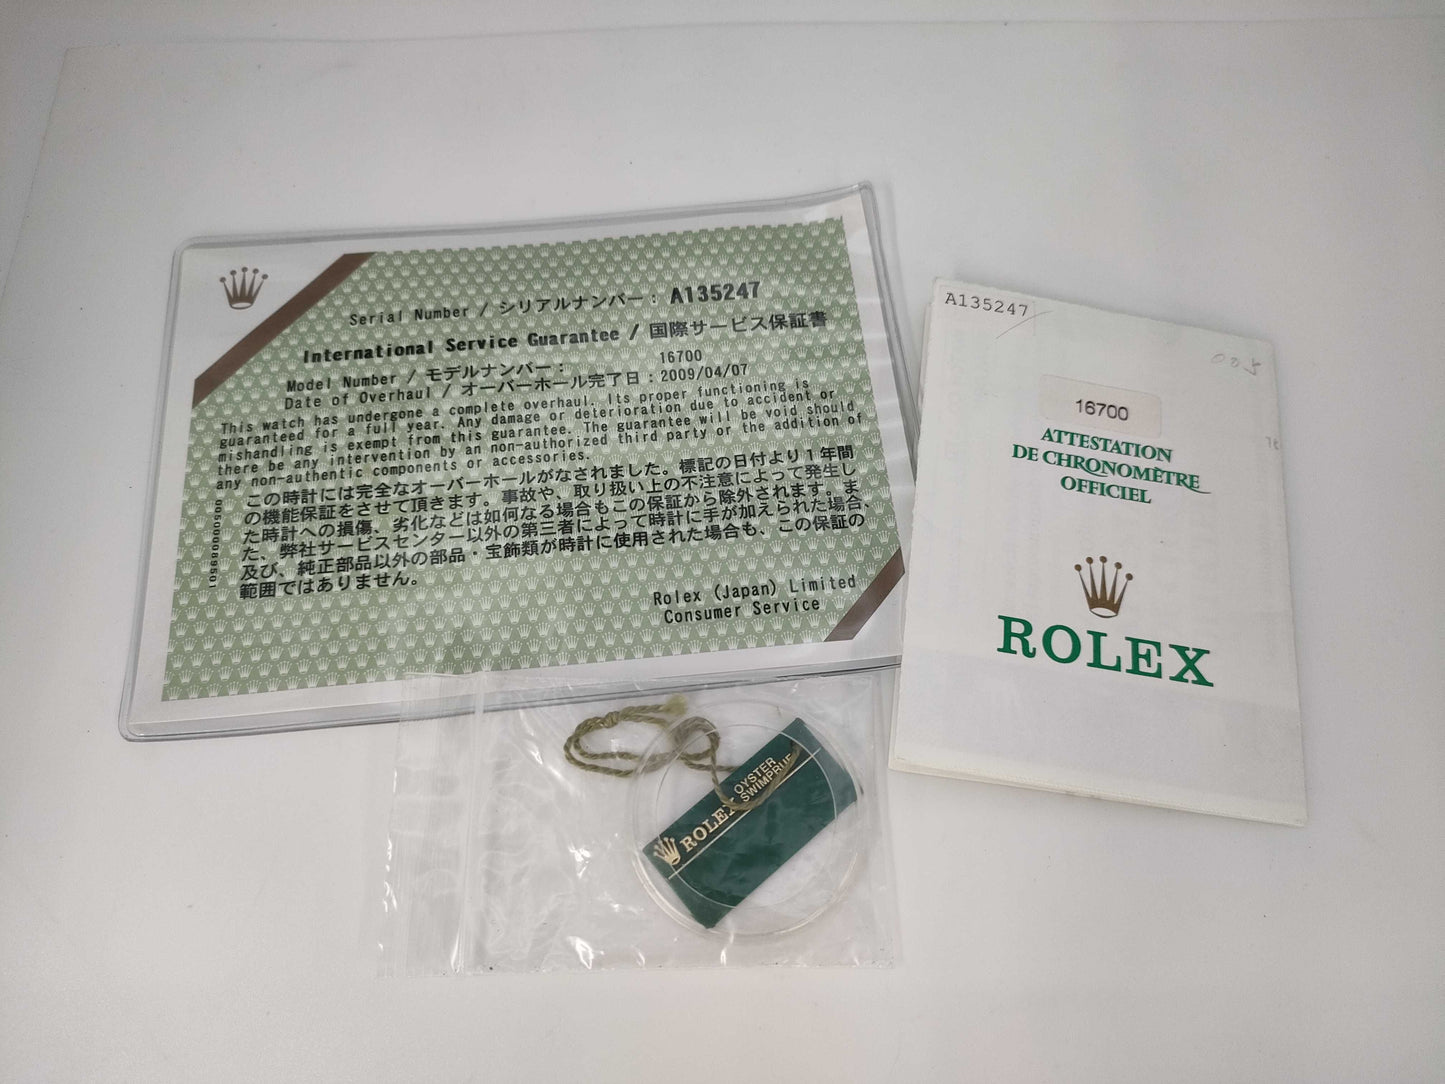 Serial Number / シリアルナンバー : A135247
International Service Guarantee / 国際サービス保証書
Model Number / モデルナンバー : 16700
Date of Overhaul / オーバーホール完了日 : 2009/04/07
This watch has undergone a complete overhaul. Its proper functioning is
guaranteed for a full year. Any damage or deterioration due to accident or
mishandling is exempt from this guarantee. The guarantee will be void should
there be any intervention by an non-authorized third party or the addition of
any non-authentic components or accessories.
この時計には完全なオーバーホールがなされました。標記の日付より1年間
の機能保証をさせて頂きます。事故や、取り扱い上の不注意によって発生し
た時計への損傷、劣化などは如何なる場合もこの保証から除外されます。ま
た、弊社サービスセンター以外の第三者によって時計に手が加えられた場合、
及び、純正部品以外の部品・宝飾類が時計に使用された場合も、この保証の
範囲ではありません。
Rolex (Japan) Limited
Consumer Service
A135247
16700
ATTESTATION
DE CHRONOMÈTRE
OFFICIEL
ROLEX
ROLEX
OYSTER
SWIMPRUF